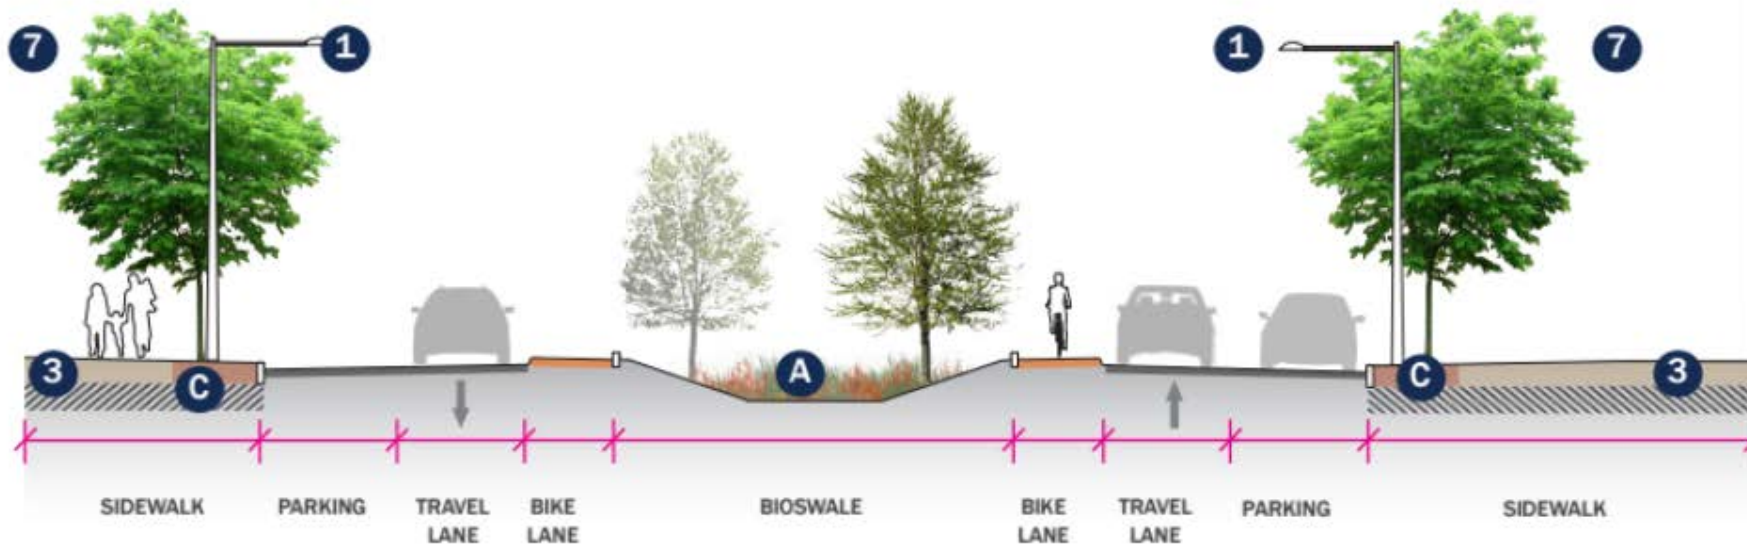 7
1
1
7
3
C
A
C
3
SIDEWALK
PARKING
TRAVEL
LANE
BIKE
LANE
BIOSWALE
BIKE
LANE
TRAVEL
LANE
PARKING
SIDEWALK